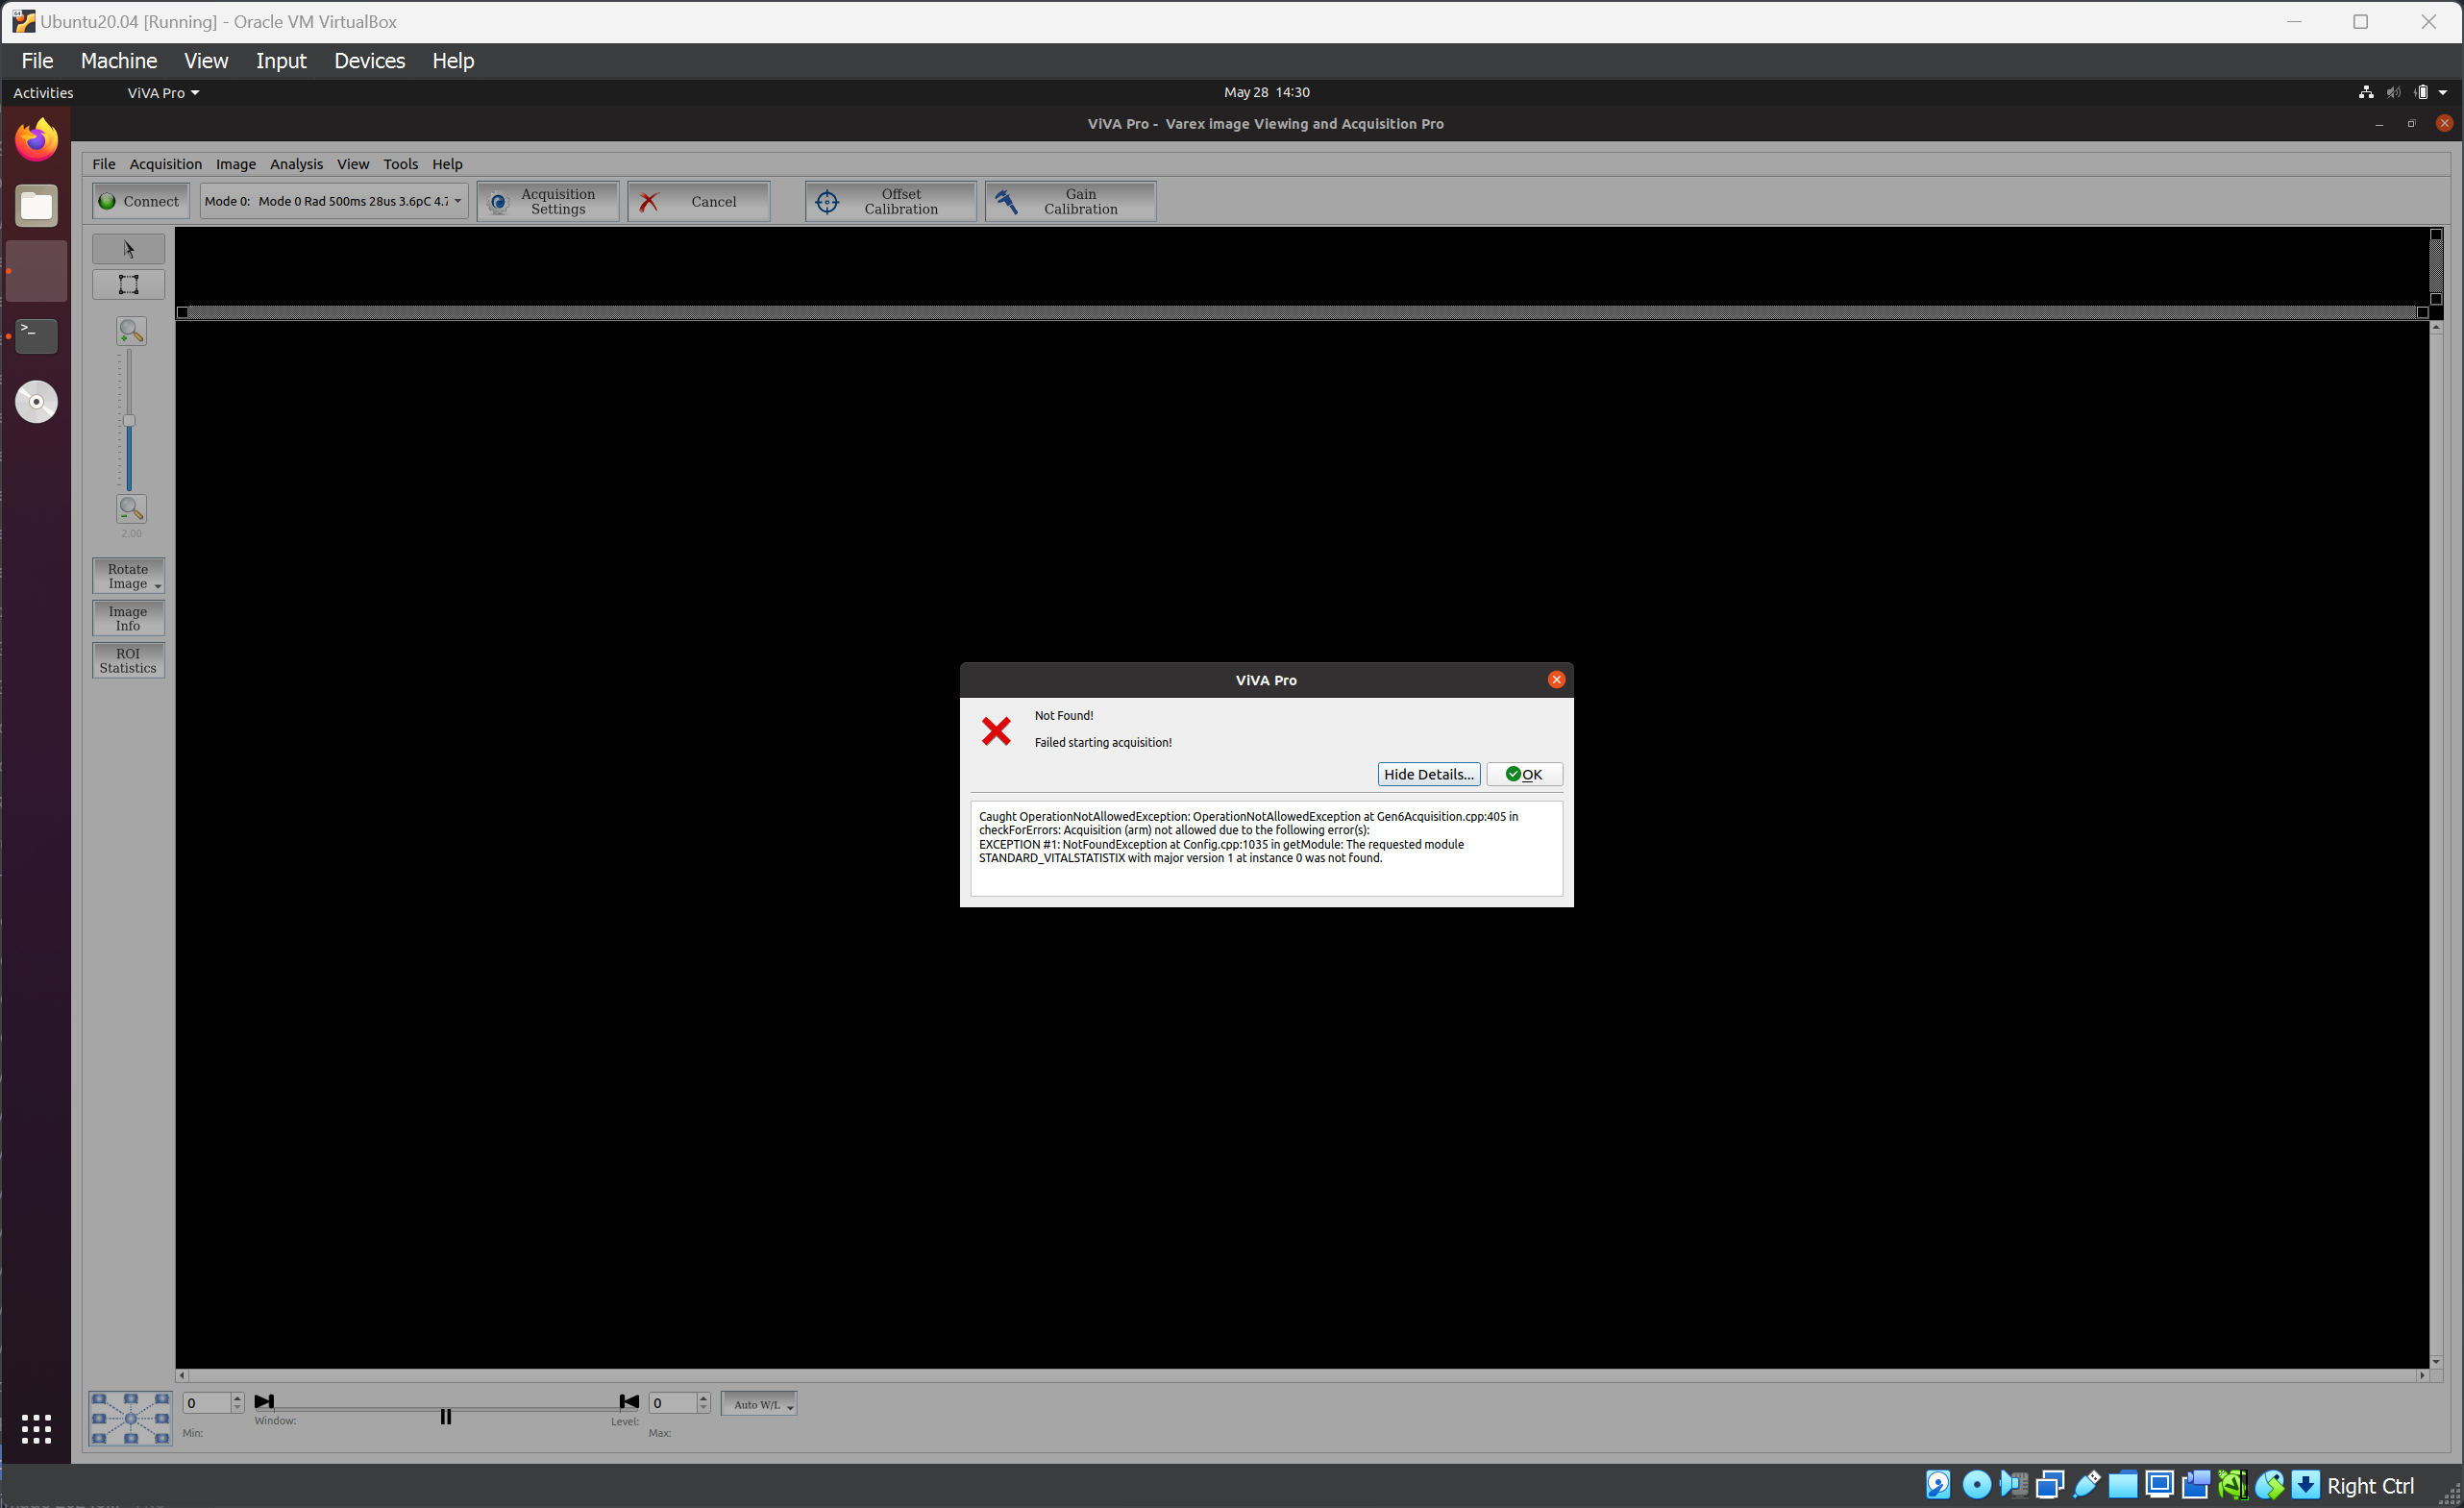 Ubuntu20.04 [Running] - Oracle VM VirtualBox
File Machine View Input Devices Help
Activities ViVA Pro May 28 14:30
ViVA Pro - Varex image Viewing and Acquisition Pro
File Acquisition Image Analysis View Tools Help
Connect
Mode 0: Mode 0 Rad 500ms 28us 3.6pC 4.7
Acquisition
Settings
Cancel
Offset
Calibration
Gain
Calibration
2.00
Rotate
Image
Image
Info
ROI
Statistics
ViVA Pro
Not Found!
Failed starting acquisition!
Hide Details...
OK
Caught OperationNotAllowedException: OperationNotAllowedException at Gen6Acquisition.cpp:405 in
checkForErrors: Acquisition (arm) not allowed due to the following error(s):
EXCEPTION #1: NotFoundException at Config.cpp:1035 in getModule: The requested module
STANDARD_VITALSTATISTIX with major version 1 at instance 0 was not found.
0
Min:
Window:
Level:
0
Max:
Auto W/L
Right Ctrl